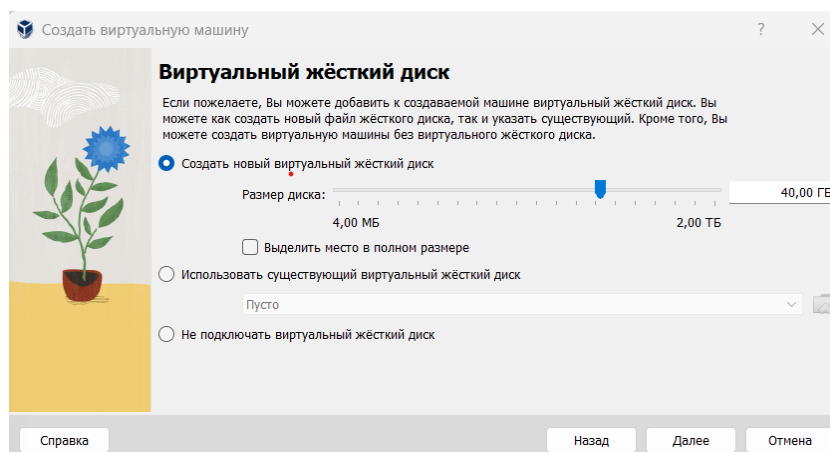 Создать виртуальную машину
Виртуальный жёсткий диск
Если пожелаете, Вы можете добавить к создаваемой машине виртуальный жёсткий диск. Вы
можете как создать новый файл жёсткого диска, так и указать существующий. Кроме того, Вы
можете создать виртуальную машины без виртуального жёсткого диска.
Создать новый виртуальный жёсткий диск
Размер диска:
40,00 ГБ
4,00 МБ 2,00 ТБ
Выделить место в полном размере
Использовать существующий виртуальный жёсткий диск
Пусто
Не подключать виртуальный жёсткий диск
Справка Назад Далее Отмена